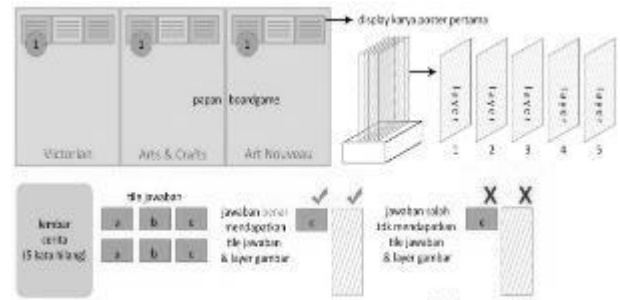 display karya poster pertama
1
1
1
papan boardgame
Victorian
Arts & Crafts
Art Nouveau
layer
layer
layer
layer
layer
1
2
3
4
5
tile jawaban
lembar
cerita
(5 kata hilang)
a
b
c
a
b
c
jawaban benar
mendapatkan
tile jawaban
& layer gambar
c
jawaban salah
tdk mendapatkan
tile jawaban
& layer gambar
c